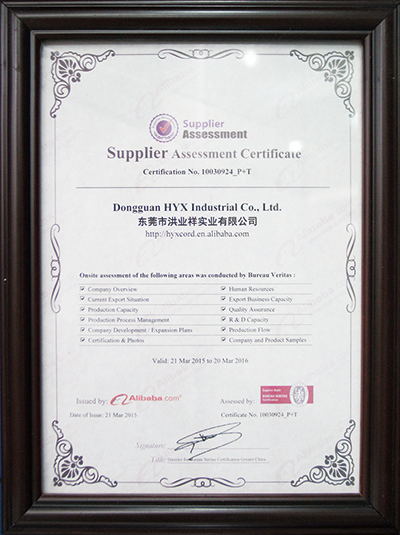 Supplier
Assessment
Supplier Assessment Certificate
Certification No. 10030924_P+T
Dongguan HYX Industrial Co., Ltd.
东莞市洪业祥实业有限公司
http://hyxcord.en.alibaba.com/
Onsite assessment of the following areas was conducted by Bureau Veritas :
Company Overview Human Resources
Current Export Situation Export Business Capacity
Production Capacity Quality Assurance
Production Process Management R & D Capacity
Company Development / Expansion Plans Production Flow
Certification & Photos Company and Product Samples
Valid: 21 Mar 2015 to 20 Mar 2016
Issued by: Alibaba.com Assessed by: BUREAU VERITAS
Date of Issue: 21 Mar 2015 Certificate No. 10030924_P+T
Signature:
Title: